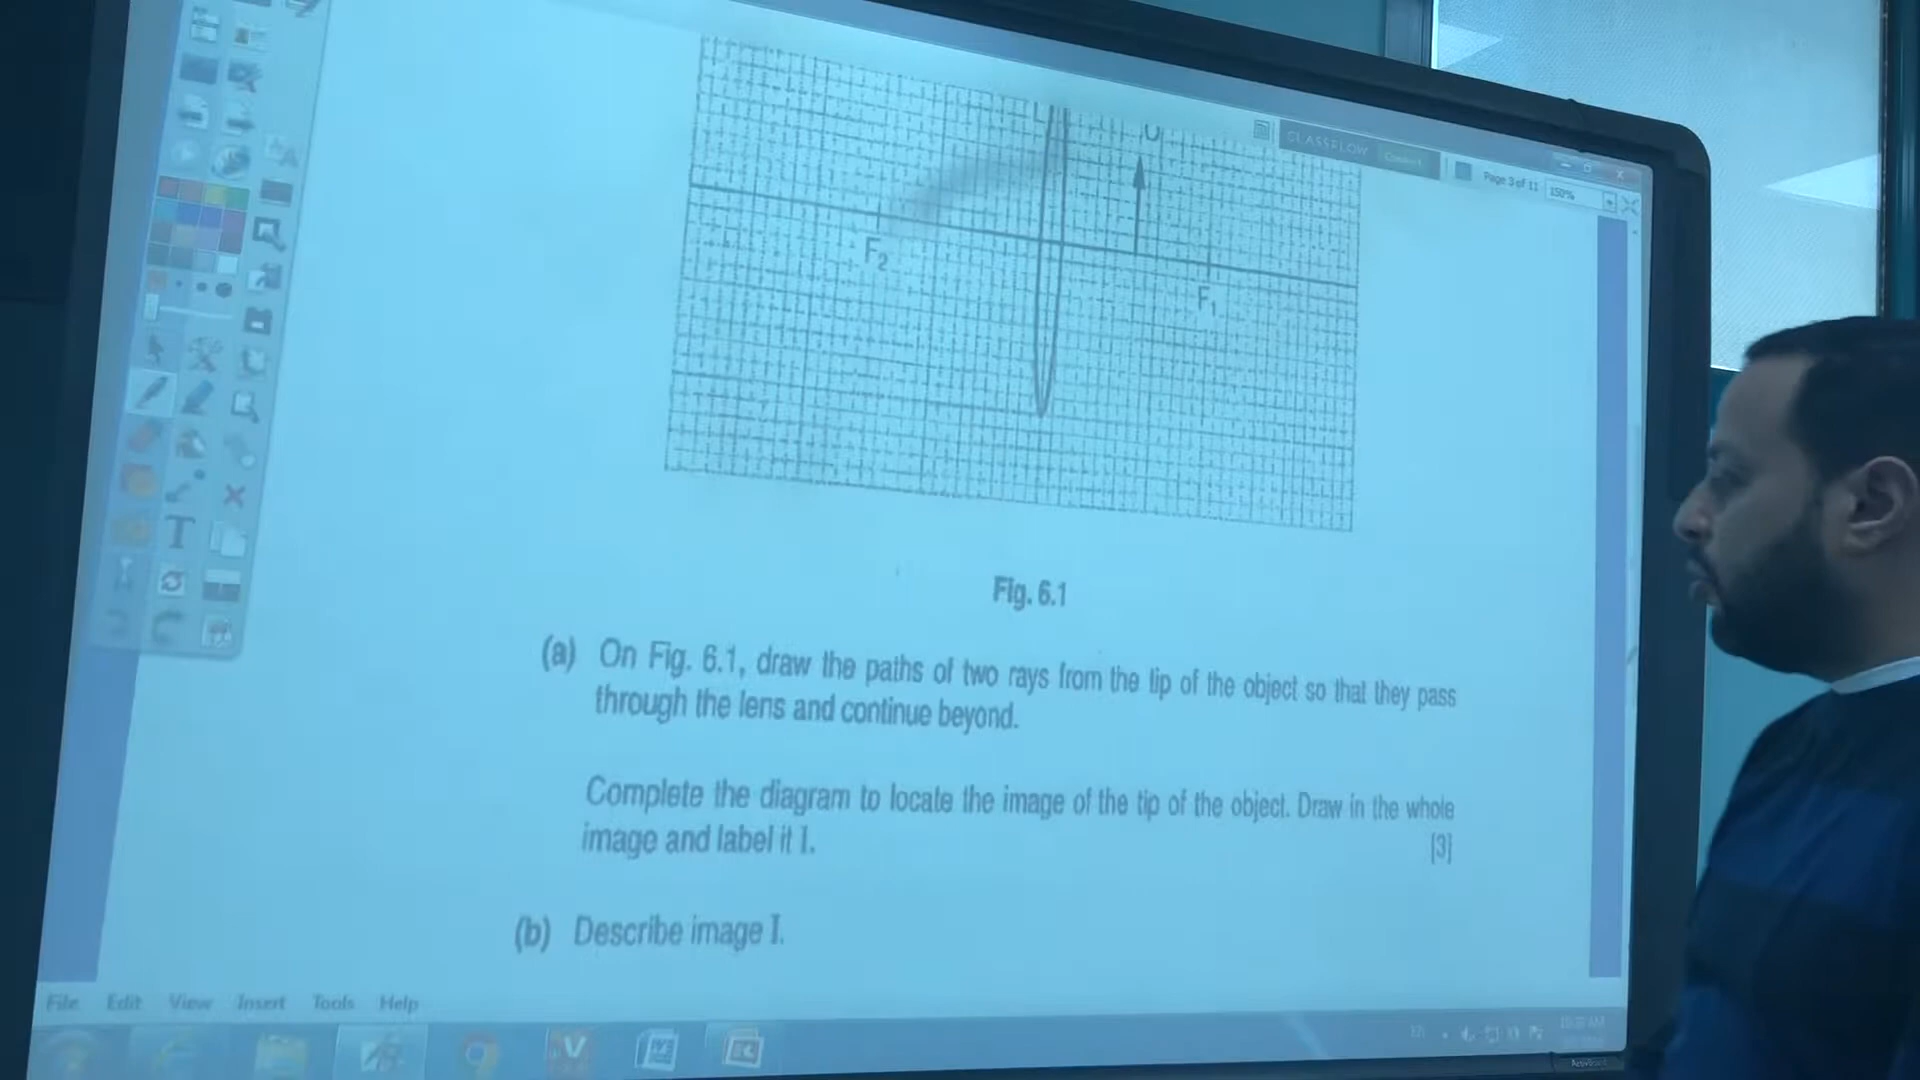 O
CLASSFLOW Connect
Page 3 of 11 150%
F2
F1
Fig. 6.1
(a) On Fig. 6.1, draw the paths of two rays from the tip of the object so that they pass
through the lens and continue beyond.
Complete the diagram to locate the image of the tip of the object. Draw in the whole
image and label it I.
[3]
(b) Describe image I.
T
File Edit View Insert Tools Help
EN